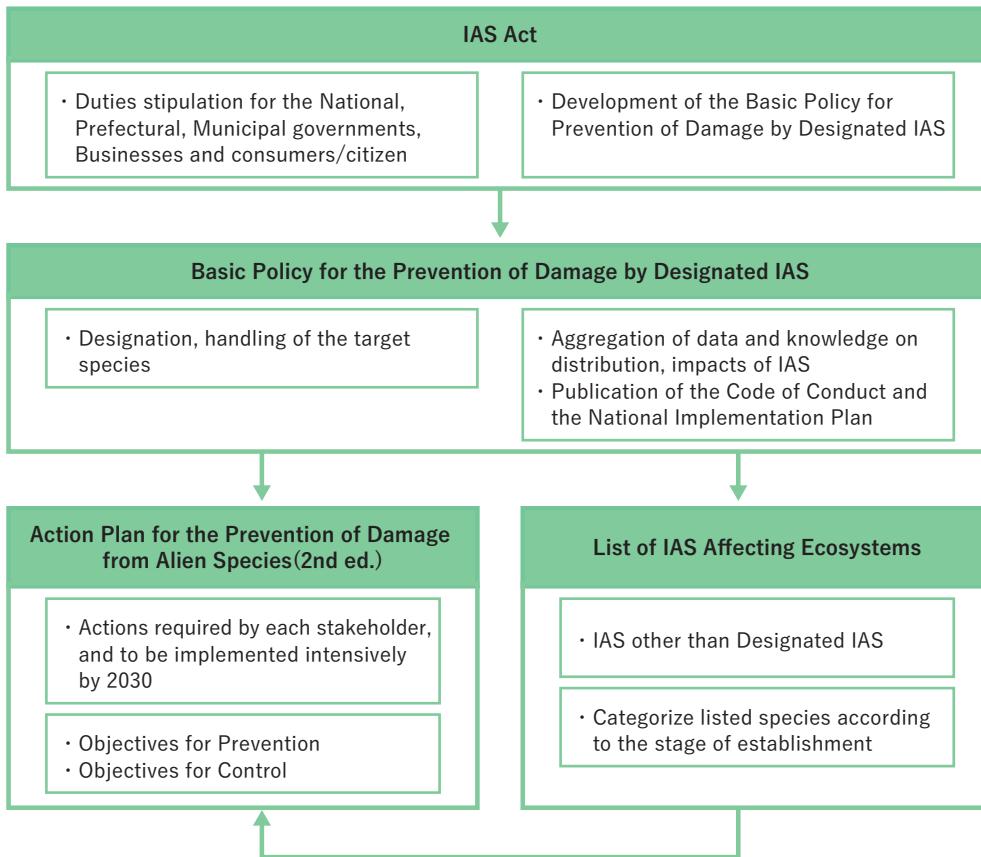 IAS Act
・Duties stipulation for the National,
Prefectural, Municipal governments,
Businesses and consumers/citizen
・Development of the Basic Policy for
Prevention of Damage by Designated IAS
Basic Policy for the Prevention of Damage by Designated IAS
・Designation, handling of the target
species
・Aggregation of data and knowledge on
distribution, impacts of IAS
・Publication of the Code of Conduct and
the National Implementation Plan
Action Plan for the Prevention of Damage
from Alien Species(2nd ed.)
・Actions required by each stakeholder,
and to be implemented intensively
by 2030
・Objectives for Prevention
・Objectives for Control
List of IAS Affecting Ecosystems
・IAS other than Designated IAS
・Categorize listed species according
to the stage of establishment